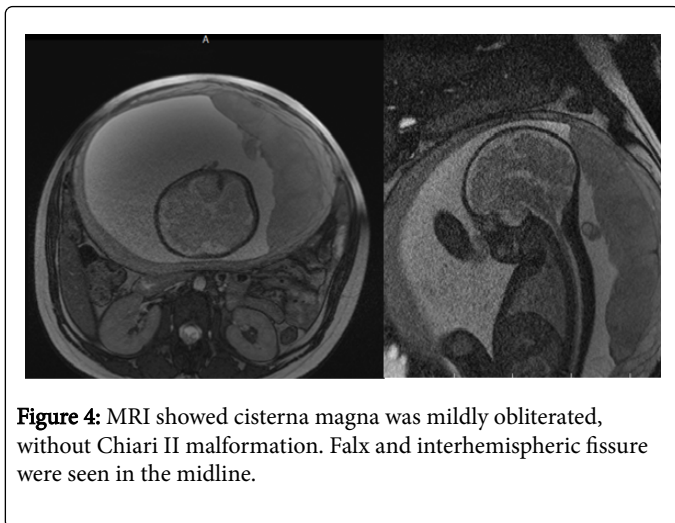 A
Figure 4: MRI showed cisterna magna was mildly obliterated,
without Chiari II malformation. Falx and interhemispheric fissure
were seen in the midline.